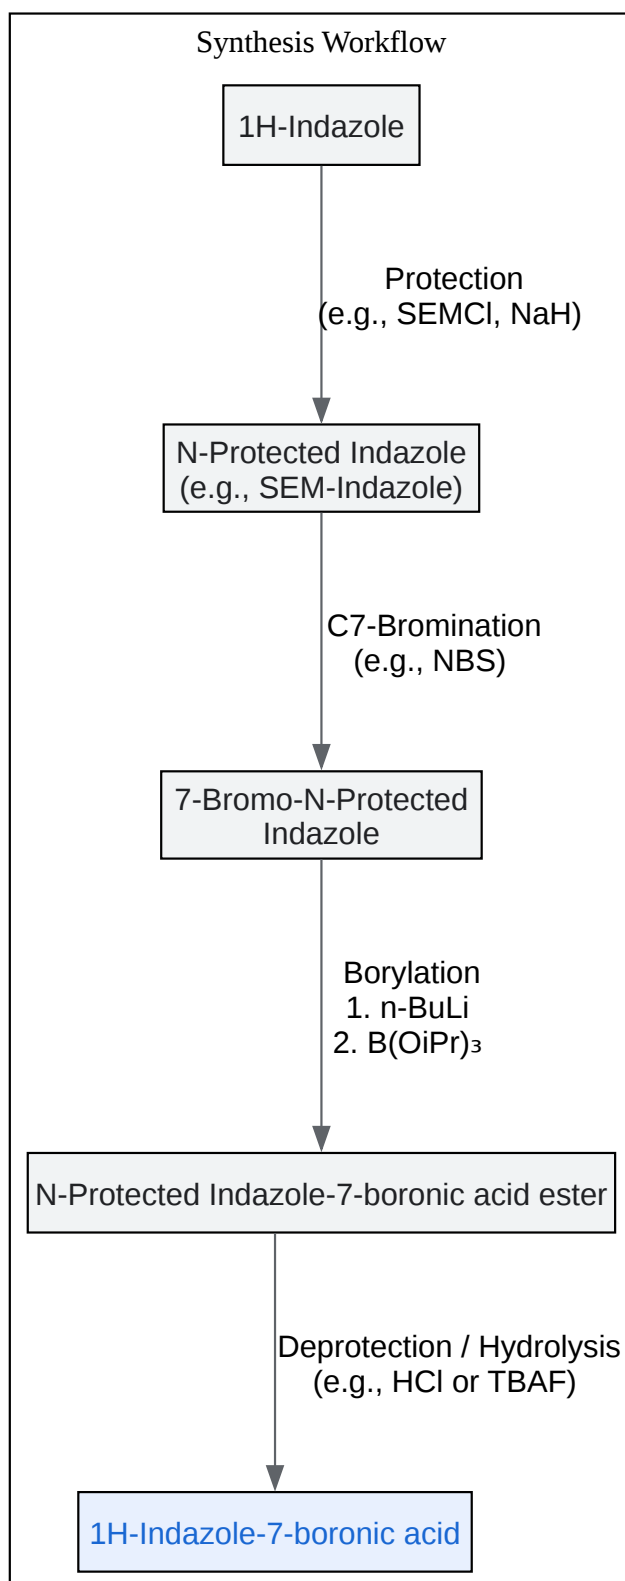 Synthesis Workflow
1H-Indazole
Protection
(e.g., SEMCl, NaH)
N-Protected Indazole
(e.g., SEM-Indazole)
C7-Bromination
(e.g., NBS)
7-Bromo-N-Protected
Indazole
Borylation
1. n-BuLi
2. B(OiPr)₃
N-Protected Indazole-7-boronic acid ester
Deprotection / Hydrolysis
(e.g., HCl or TBAF)
1H-Indazole-7-boronic acid